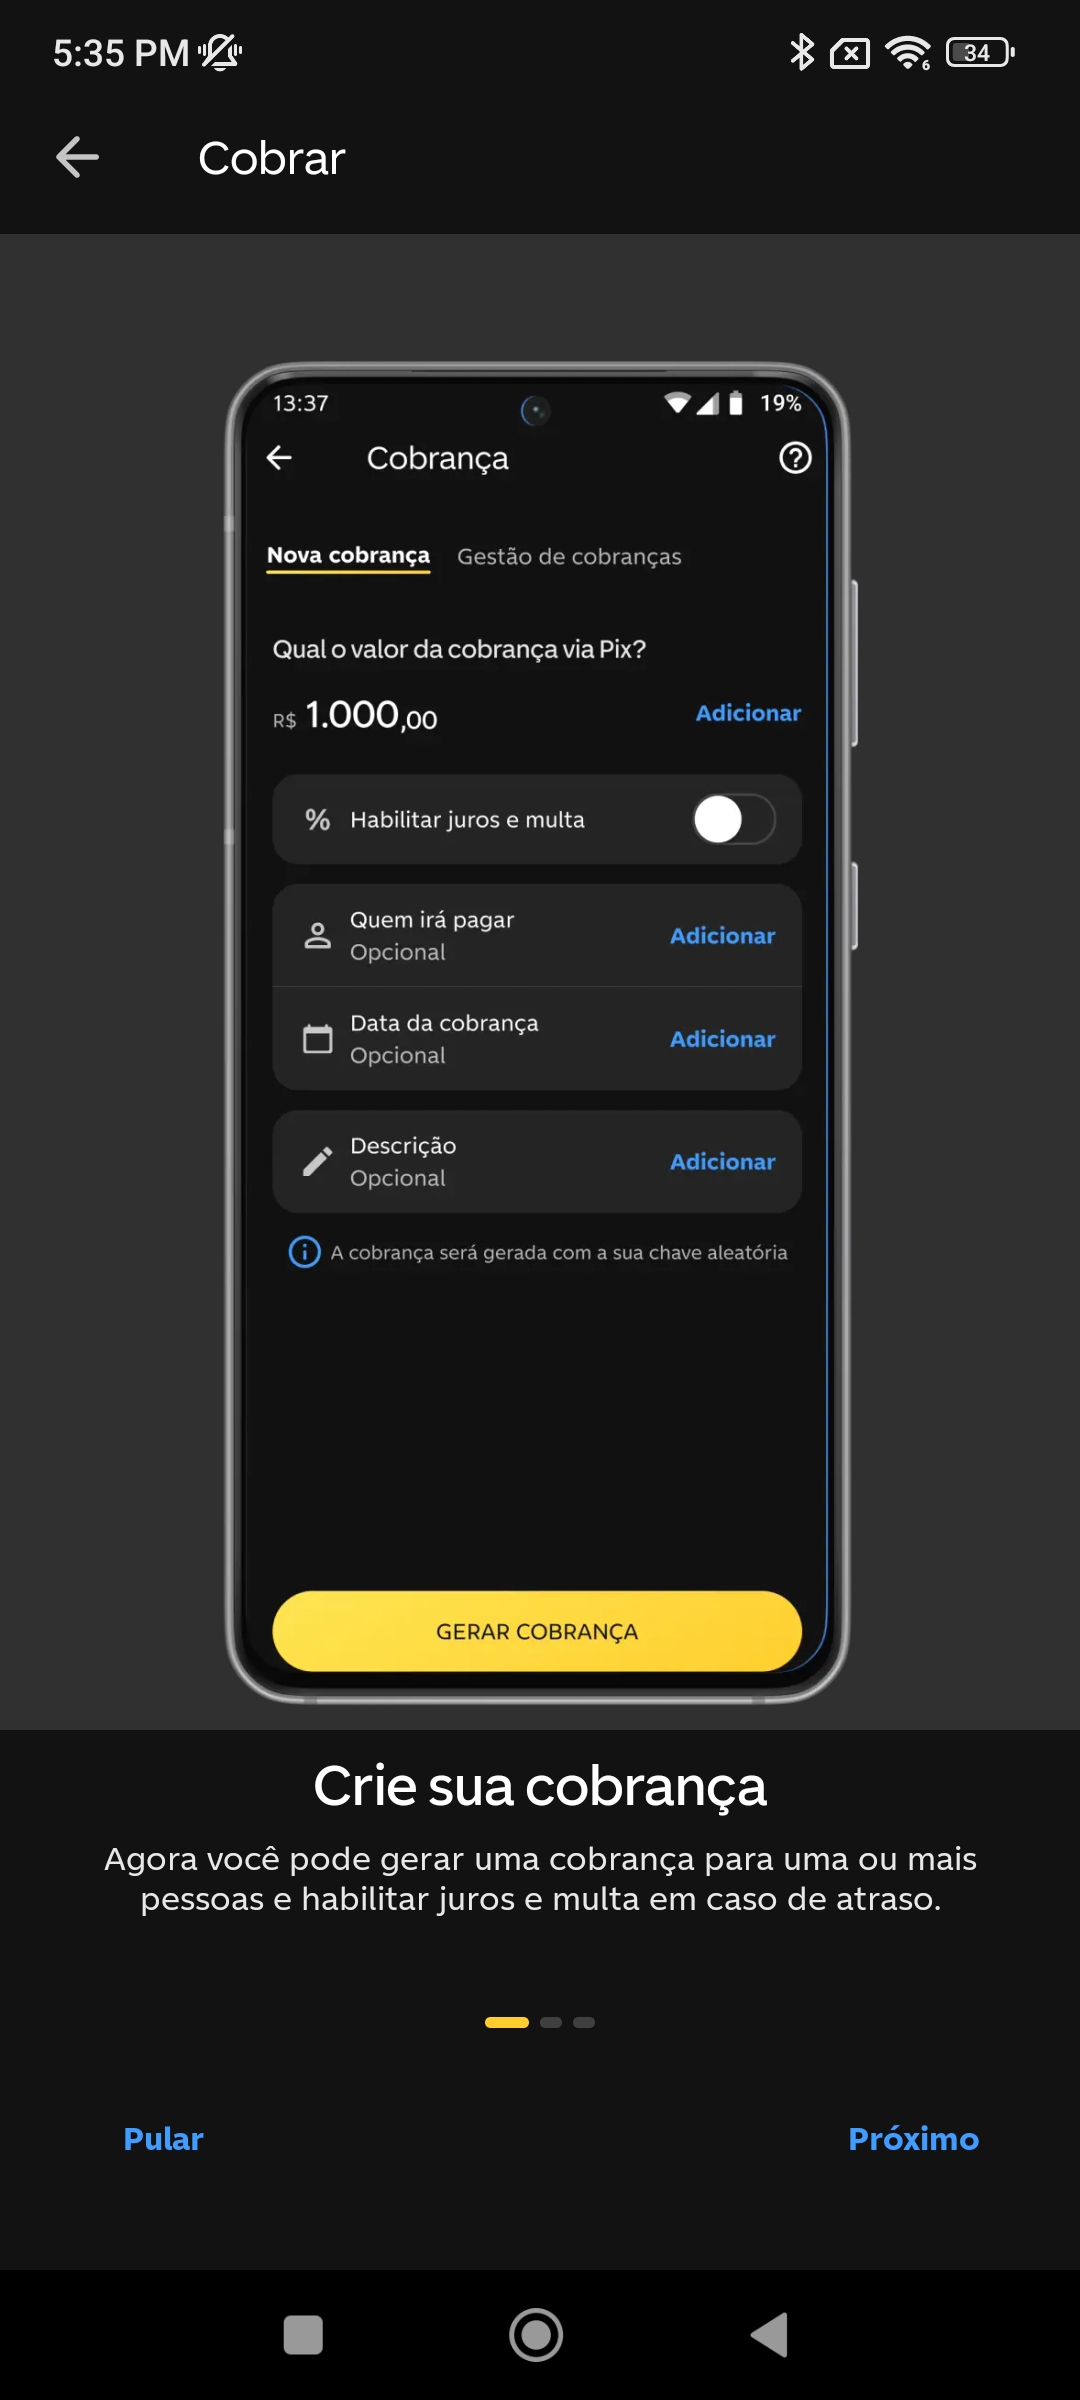 5:35 PM
6
34
Cobrar
13:37
19%
Cobrança
Nova cobrança
Gestão de cobranças
Qual o valor da cobrança via Pix?
R$ 1.000,00
Adicionar
% Habilitar juros e multa
Quem irá pagar
Opcional
Adicionar
Data da cobrança
Opcional
Adicionar
Descrição
Opcional
Adicionar
A cobrança será gerada com a sua chave aleatória
GERAR COBRANÇA
Crie sua cobrança
Agora você pode gerar uma cobrança para uma ou mais
pessoas e habilitar juros e multa em caso de atraso.
Pular
Próximo